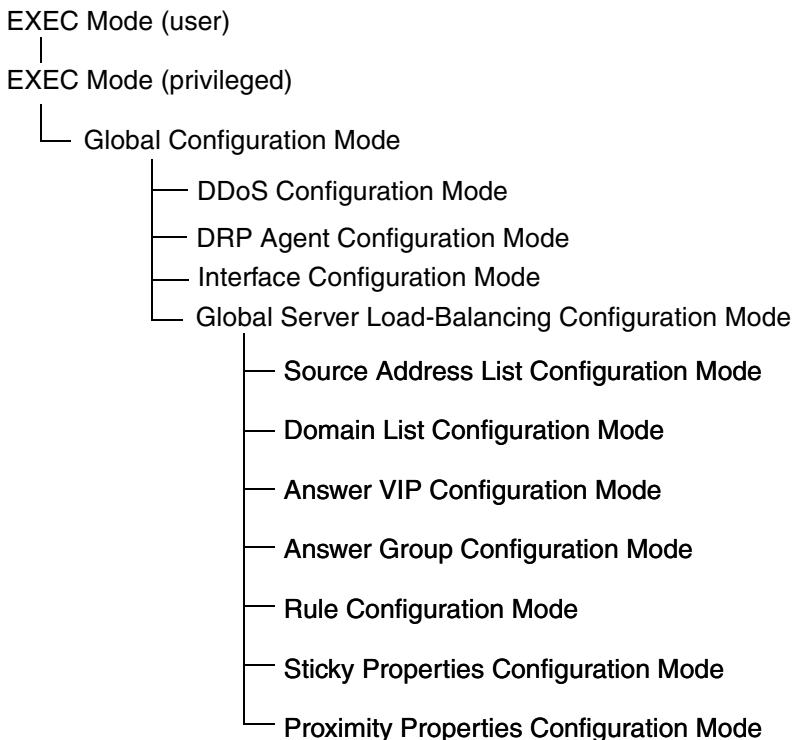 EXEC Mode (user)
EXEC Mode (privileged)
Global Configuration Mode
DDoS Configuration Mode
DRP Agent Configuration Mode
Interface Configuration Mode
Global Server Load-Balancing Configuration Mode
Source Address List Configuration Mode
Domain List Configuration Mode
Answer VIP Configuration Mode
Answer Group Configuration Mode
Rule Configuration Mode
Sticky Properties Configuration Mode
Proximity Properties Configuration Mode